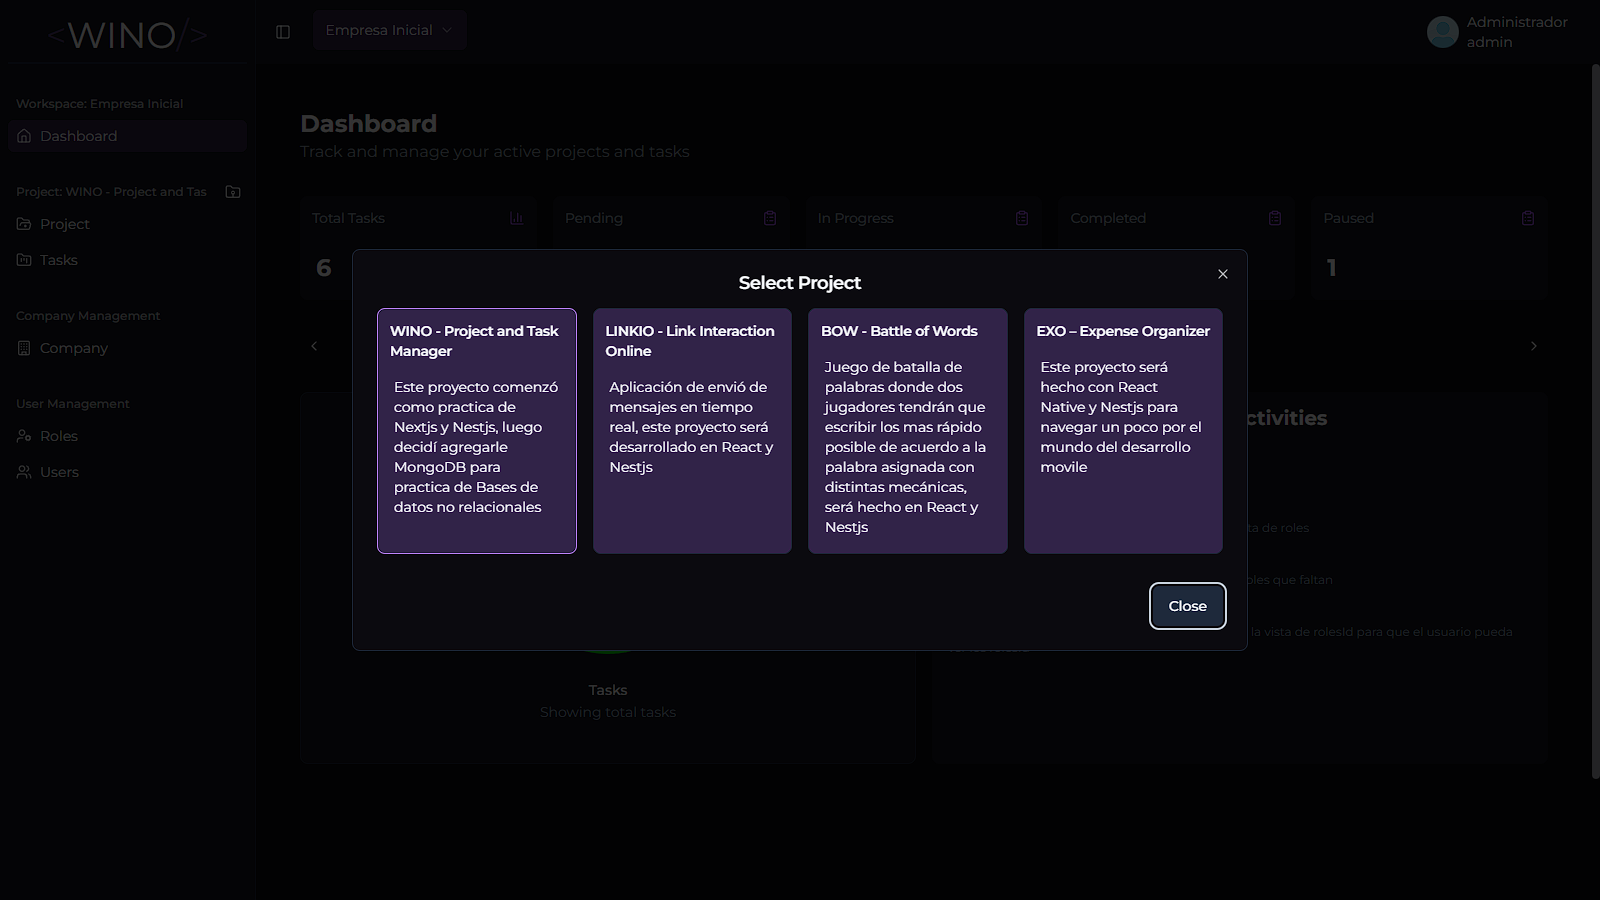 <WINO/>
Empresa Inicial
Administrador
admin
Workspace: Empresa Inicial
Dashboard
Project: WINO - Project and Tas
Project
Tasks
Company Management
Company
User Management
Roles
Users
Dashboard
Track and manage your active projects and tasks
Total Tasks
6
Pending
In Progress
Completed
Paused
1
Select Project
WINO - Project and Task
Manager
Este proyecto comenzó
como practica de
Nextjs y Nestjs, luego
decidí agregarle
MongoDB para
practica de Bases de
datos no relacionales
LINKIO - Link Interaction
Online
Aplicación de envió de
mensajes en tiempo
real, este proyecto será
desarrollado en React y
Nestjs
BOW - Battle of Words
Juego de batalla de
palabras donde dos
jugadores tendrán que
escribir los mas rápido
posible de acuerdo a la
palabra asignada con
distintas mecánicas,
será hecho en React y
Nestjs
EXO – Expense Organizer
Este proyecto será
hecho con React
Native y Nestjs para
navegar un poco por el
mundo del desarrollo
movile
Close
ctivities
ta de roles
oles que faltan
la vista de rolesId para que el usuario pueda
Tasks
Showing total tasks